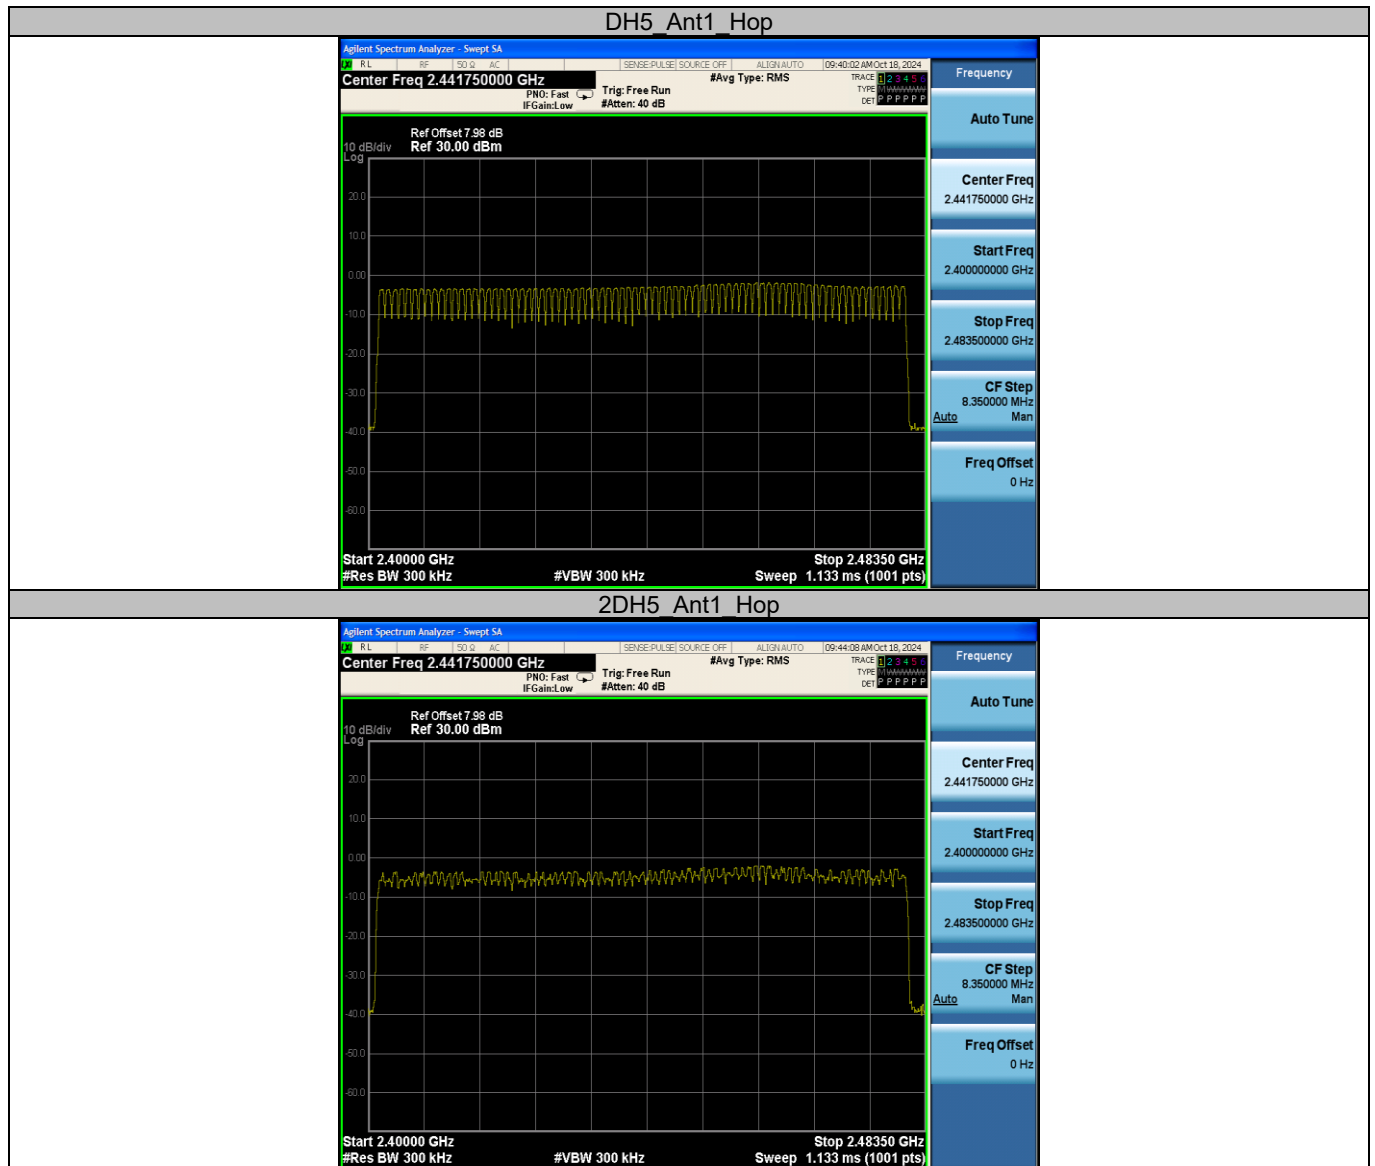 DH5_Ant1_Hop
Agilent Spectrum Analyzer - Swept SA
RL RF 50 Ω AC SENSE:PULSE SOURCE OFF ALIGN AUTO 09:40:02 AM Oct 18, 2024
Center Freq 2.441750000 GHz #Avg Type: RMS TRACE 1 2 3 4 5 6
PNO: Fast Trig: Free Run TYPE
IFGain:Low #Atten: 40 dB DET P P P P P P
Frequency
Auto Tune
Ref Offset 7.98 dB
10 dB/div Ref 30.00 dBm
Log
20.0
10.0
0.00
-10.0
-20.0
-30.0
-40.0
-50.0
-60.0
Center Freq
2.441750000 GHz
Start Freq
2.400000000 GHz
Stop Freq
2.483500000 GHz
CF Step
8.350000 MHz
Auto Man
Freq Offset
0 Hz
Start 2.40000 GHz Stop 2.48350 GHz
#Res BW 300 kHz #VBW 300 kHz Sweep 1.133 ms (1001 pts)
2DH5_Ant1_Hop
Agilent Spectrum Analyzer - Swept SA
RL RF 50 Ω AC SENSE:PULSE SOURCE OFF ALIGN AUTO 09:44:08 AM Oct 18, 2024
Center Freq 2.441750000 GHz #Avg Type: RMS TRACE 1 2 3 4 5 6
PNO: Fast Trig: Free Run TYPE
IFGain:Low #Atten: 40 dB DET P P P P P P
Frequency
Auto Tune
Ref Offset 7.98 dB
10 dB/div Ref 30.00 dBm
Log
20.0
10.0
0.00
-10.0
-20.0
-30.0
-40.0
-50.0
-60.0
Center Freq
2.441750000 GHz
Start Freq
2.400000000 GHz
Stop Freq
2.483500000 GHz
CF Step
8.350000 MHz
Auto Man
Freq Offset
0 Hz
Start 2.40000 GHz Stop 2.48350 GHz
#Res BW 300 kHz #VBW 300 kHz Sweep 1.133 ms (1001 pts)